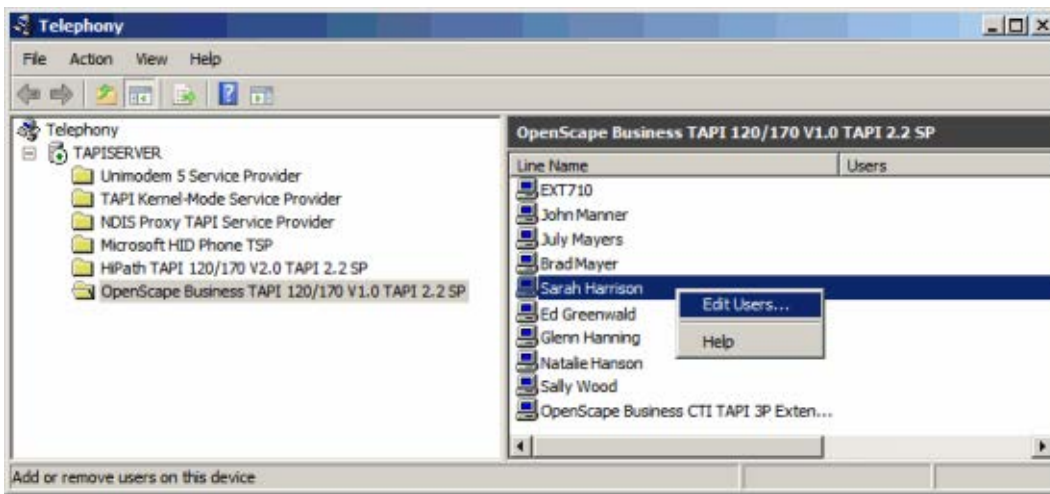 Telephony
File Action View Help
Telephony
TAPISERVER
Unimodem 5 Service Provider
TAPI Kernel-Mode Service Provider
NDIS Proxy TAPI Service Provider
Microsoft HID Phone TSP
HiPath TAPI 120/170 V2.0 TAPI 2.2 SP
OpenScape Business TAPI 120/170 V1.0 TAPI 2.2 SP
OpenScape Business TAPI 120/170 V1.0 TAPI 2.2 SP
Line Name Users
EXT710
John Manner
July Mayers
Brad Mayer
Sarah Harrison
Ed Greenwald
Glenn Hanning
Natalie Hanson
Sally Wood
OpenScape Business CTI TAPI 3P Exten...
Edit Users...
Help
Add or remove users on this device